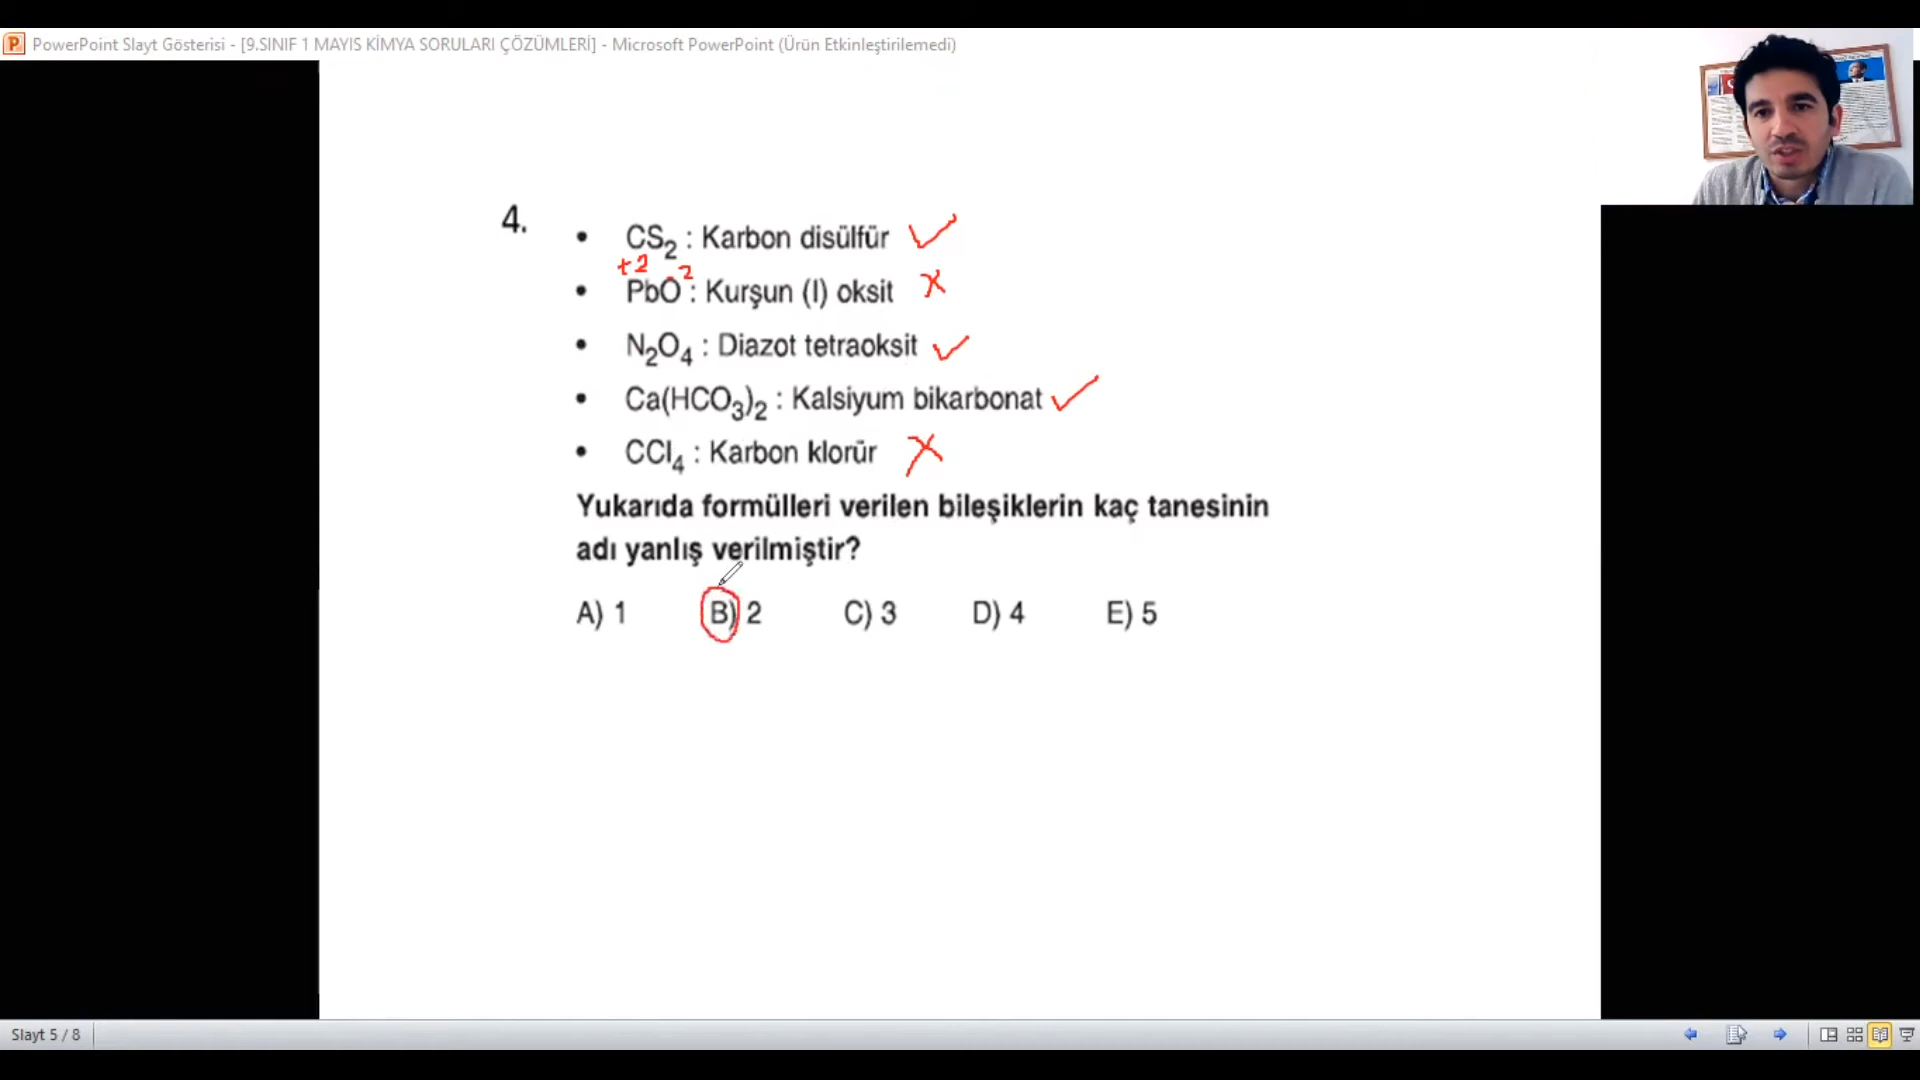 PowerPoint Slayt Gösterisi - [9.SINIF 1 MAYIS KİMYA SORULARI ÇÖZÜMLERİ] - Microsoft PowerPoint (Ürün Etkinleştirilemedi)
4.
• CS₂ : Karbon disülfür ✓
+2 -2
• PbO : Kurşun (I) oksit X
• N₂O₄ : Diazot tetraoksit ✓
• Ca(HCO₃)₂ : Kalsiyum bikarbonat ✓
• CCl₄ : Karbon klorür X
Yukarıda formülleri verilen bileşiklerin kaç tanesinin
adı yanlış verilmiştir?
A) 1 B) 2 C) 3 D) 4 E) 5
Slayt 5 / 8